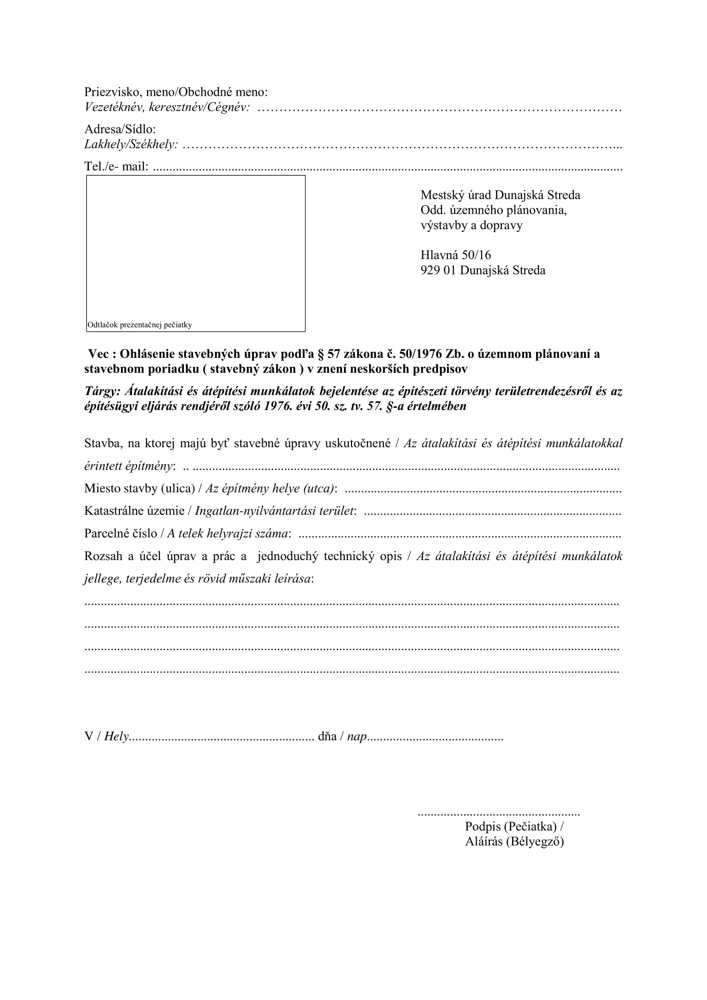 Priezvisko, meno/Obchodné meno:
Vezetéknév, keresztnév/Cégnév: ……………………………………………………………………………
Adresa/Sídlo:
Lakhely/Székhely: …………………………………………………………………………………………...
Tel./e- mail: ................................................................................................................................................
Mestský úrad Dunajská Streda
Odd. územného plánovania,
výstavby a dopravy
Hlavná 50/16
929 01 Dunajská Streda
Odtlačok prezentačnej pečiatky
Vec : Ohlásenie stavebných úprav podľa § 57 zákona č. 50/1976 Zb. o územnom plánovaní a
stavebnom poriadku ( stavebný zákon ) v znení neskorších predpisov
Tárgy: Átalakítási és átépítési munkálatok bejelentése az építészeti törvény területrendezésről és az
építésügyi eljárás rendjéről szóló 1976. évi 50. sz. tv. 57. §-a értelmében
Stavba, na ktorej majú byť stavebné úpravy uskutočnené / Az átalakítási és átépítési munkálatokkal
érintett építmény: .. ...................................................................................................................................
Miesto stavby (ulica) / Az építmény helye (utca): .....................................................................................
Katastrálne územie / Ingatlan-nyilvántartási terület: ...............................................................................
Parcelné číslo / A telek helyrajzi száma: ...................................................................................................
Rozsah a účel úprav a prác a jednoduchý technický opis / Az átalakítási és átépítési munkálatok
jellege, terjedelme és rövid műszaki leírása:
....................................................................................................................................................................
....................................................................................................................................................................
....................................................................................................................................................................
....................................................................................................................................................................
V / Hely......................................................... dňa / nap..........................................
..................................................
Podpis (Pečiatka) /
Aláírás (Bélyegző)